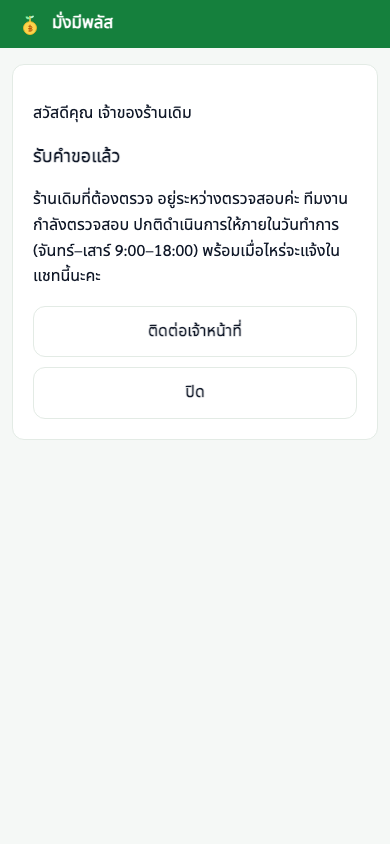 มั่งมีพลัส
สวัสดีคุณ เจ้าของร้านเดิม
รับคำขอแล้ว
ร้านเดิมที่ต้องตรวจ อยู่ระหว่างตรวจสอบค่ะ ทีมงาน
กำลังตรวจสอบ ปกติดำเนินการให้ภายในวันทำการ
(จันทร์–เสาร์ 9:00–18:00) พร้อมเมื่อไหร่จะแจ้งใน
แชทนี้นะคะ
ติดต่อเจ้าหน้าที่
ปิด